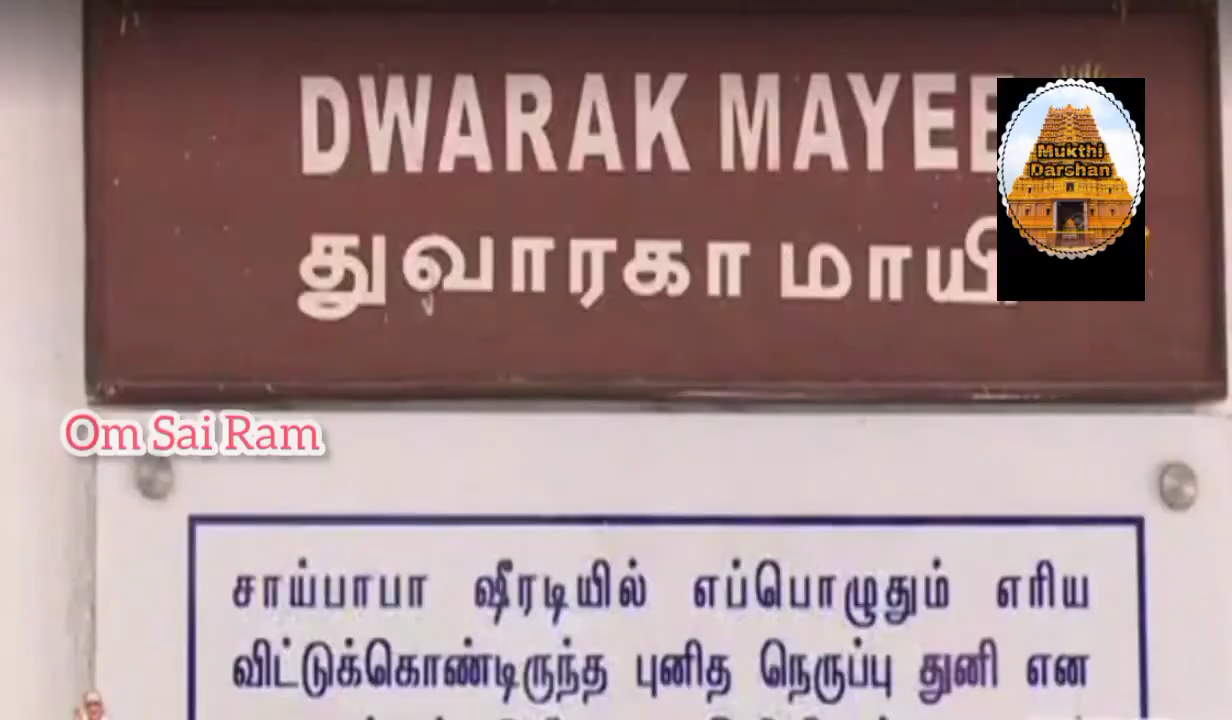 DWARAK MAYEE
துவாரகா மாயி
Mukthi
Darshan
Om Sai Ram
சாய்பாபா ஷீரடியில் எப்பொழுதும் எரிய
விட்டுக்கொண்டிருந்த புனித நெருப்பு துனி என